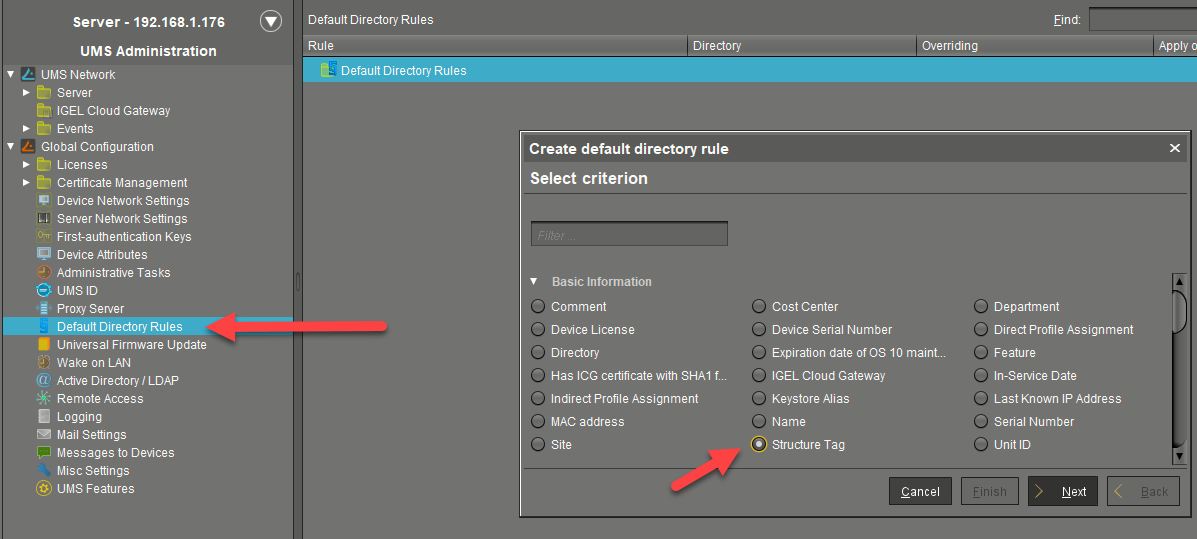 Server - 192.168.1.176
UMS Administration
UMS Network
Server
IGEL Cloud Gateway
Events
Global Configuration
Licenses
Certificate Management
Device Network Settings
Server Network Settings
First-authentication Keys
Device Attributes
Administrative Tasks
UMS ID
Proxy Server
Default Directory Rules
Universal Firmware Update
Wake on LAN
Active Directory / LDAP
Remote Access
Logging
Mail Settings
Messages to Devices
Misc Settings
UMS Features
Default Directory Rules Find:
Rule Directory Overriding Apply o
Default Directory Rules
Create default directory rule
Select criterion
Filter ...
Basic Information
Comment Cost Center Department
Device License Device Serial Number Direct Profile Assignment
Directory Expiration date of OS 10 maint... Feature
Has ICG certificate with SHA1 f... IGEL Cloud Gateway In-Service Date
Indirect Profile Assignment Keystore Alias Last Known IP Address
MAC address Name Serial Number
Site Structure Tag Unit ID
Cancel Finish Next Back